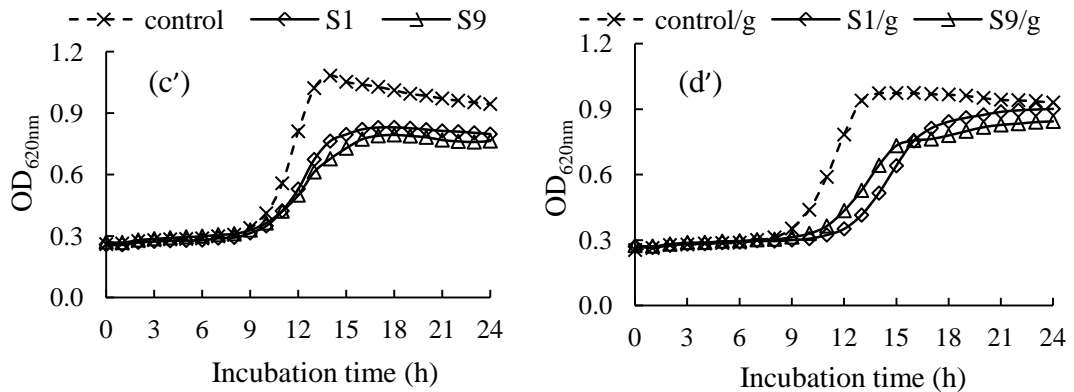 control S1 S9
1.2
0.9
0.6
0.3
0.0
OD620nm
(c′)
0 3 6 9 12 15 18 21 24
Incubation time (h)
control/g S1/g S9/g
1.2
0.9
0.6
0.3
0.0
OD620nm
(d′)
0 3 6 9 12 15 18 21 24
Incubation time (h)